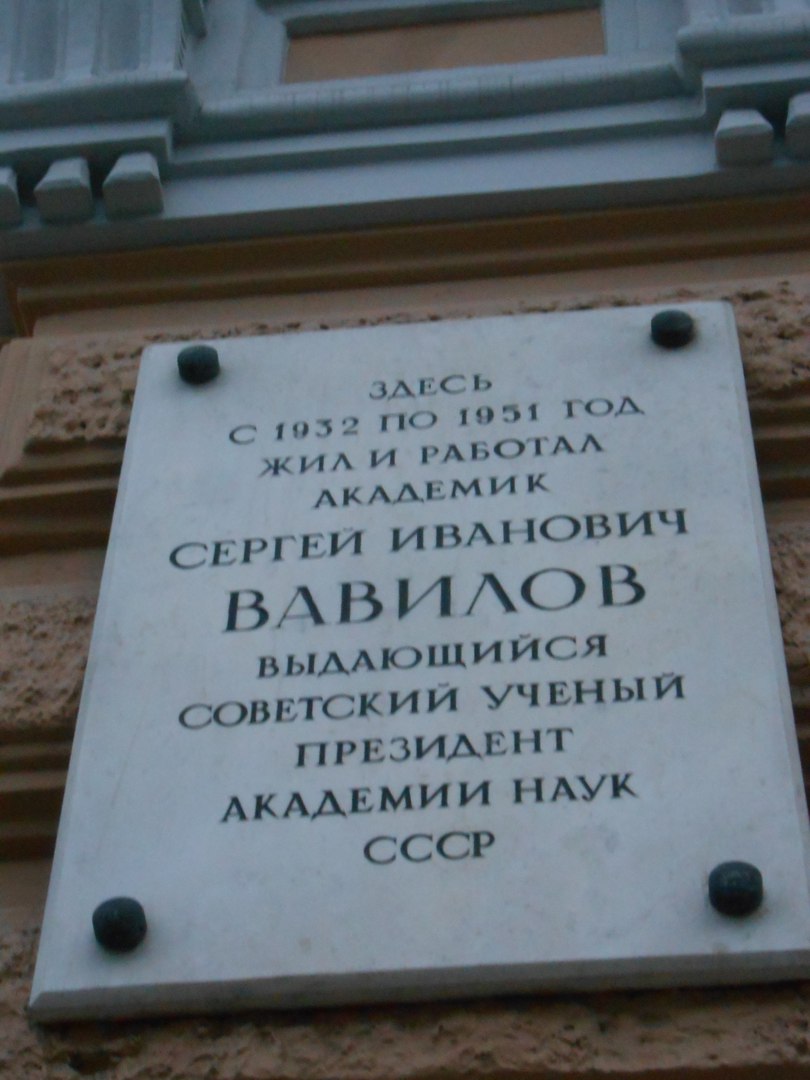 ЗДЕСЬ
С 1932 ПО 1951 ГОД
ЖИЛ И РАБОТАЛ
АКАДЕМИК
СЕРГЕЙ ИВАНОВИЧ
ВАВИЛОВ
ВЫДАЮЩИЙСЯ
СОВЕТСКИЙ УЧЕНЫЙ
ПРЕЗИДЕНТ
АКАДЕМИИ НАУК
СССР